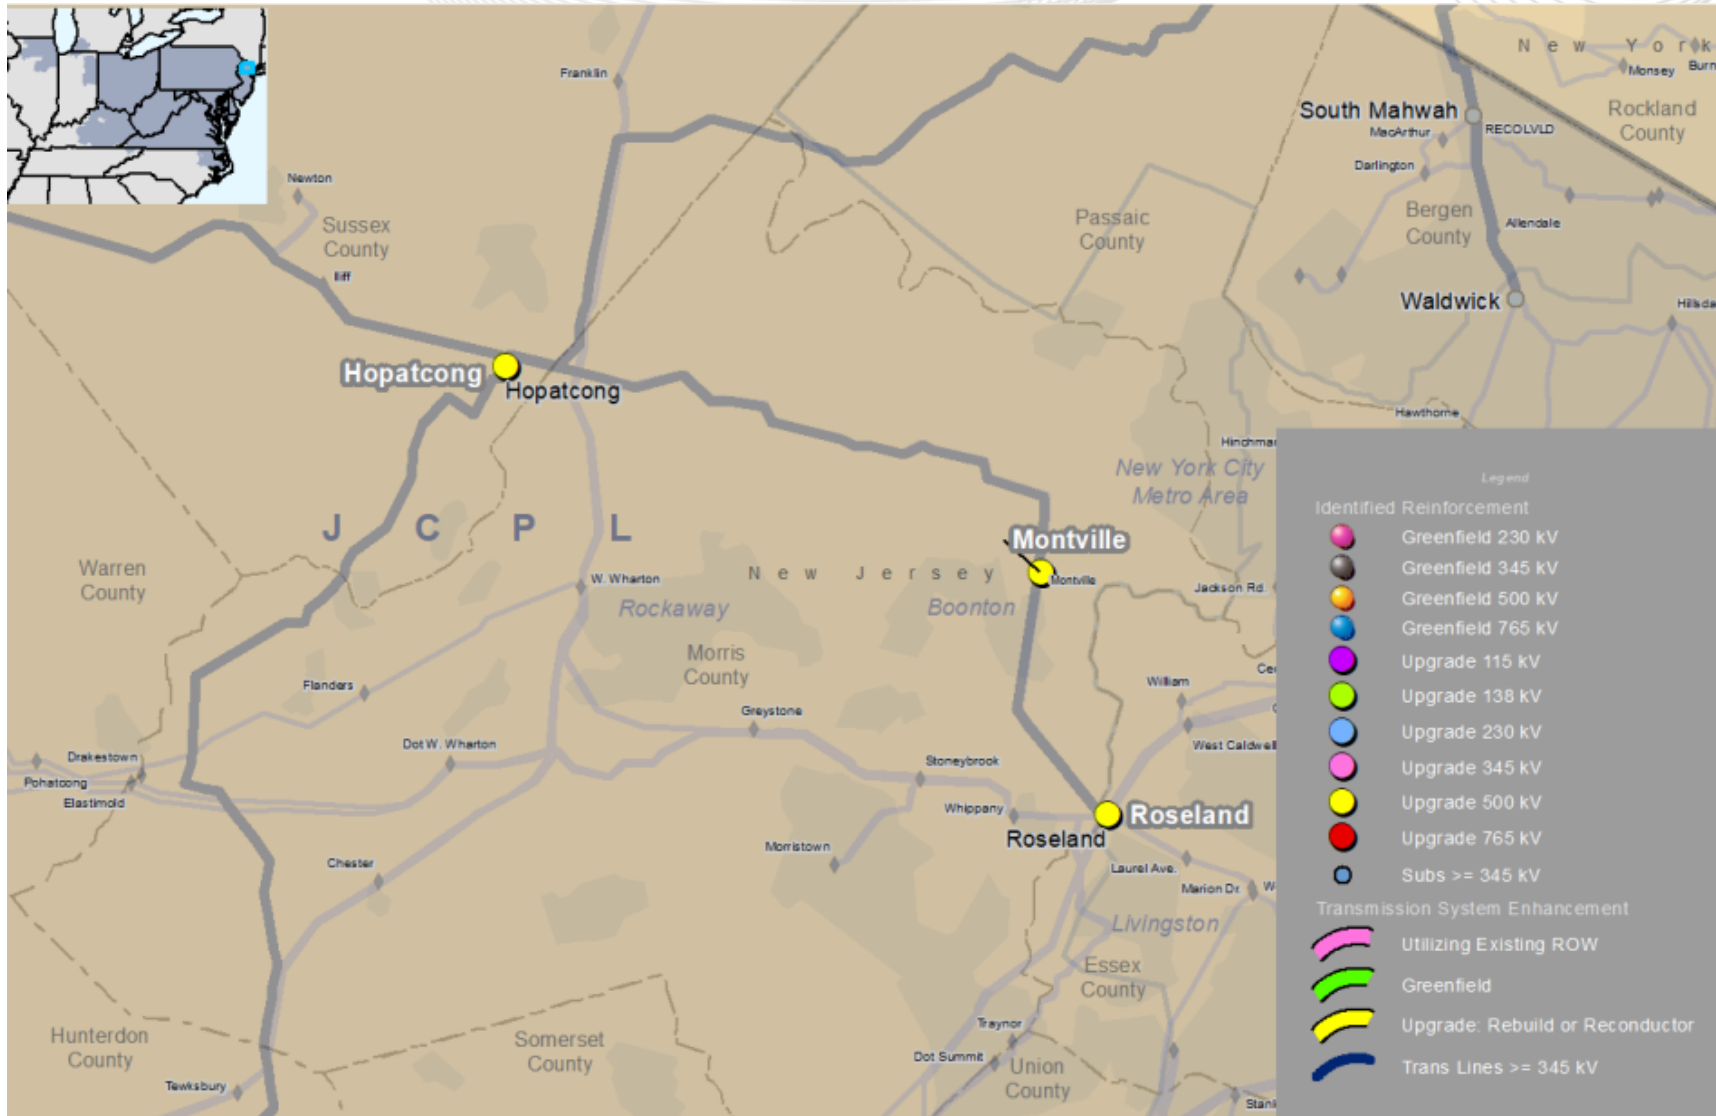 New York
Monsey
Burn
Franklin
South Mahwah
RECOLVLD
MacArthur
Rockland
County
Darlington
Newton
Sussex
County
Passaic
County
Bergen
County
Allendale
Iliff
Waldwick
Hillsda
Hopatcong
Hopatcong
Hawthorne
Hinchman
New York City
Metro Area
JCPL
Montville
Montville
New Jersey
Warren
County
W. Wharton
Rockaway
Boonton
Jackson Rd.
Morris
County
Flanders
William
Greystone
Dot W. Wharton
West Caldwell
Drakestown
Pohatcong
Elastimold
Stoneybrook
Whippany
Roseland
Roseland
Morristown
Chester
Laurel Ave.
Marion Dr.
Livingston
Essex
County
Hunterdon
County
Somerset
County
Traynor
Dot Summit
Union
County
Tewksbury
Stank
Legend
Identified Reinforcement
Greenfield 230 kV
Greenfield 345 kV
Greenfield 500 kV
Greenfield 765 kV
Upgrade 115 kV
Upgrade 138 kV
Upgrade 230 kV
Upgrade 345 kV
Upgrade 500 kV
Upgrade 765 kV
Subs >= 345 kV
Transmission System Enhancement
Utilizing Existing ROW
Greenfield
Upgrade: Rebuild or Reconductor
Trans Lines >= 345 kV